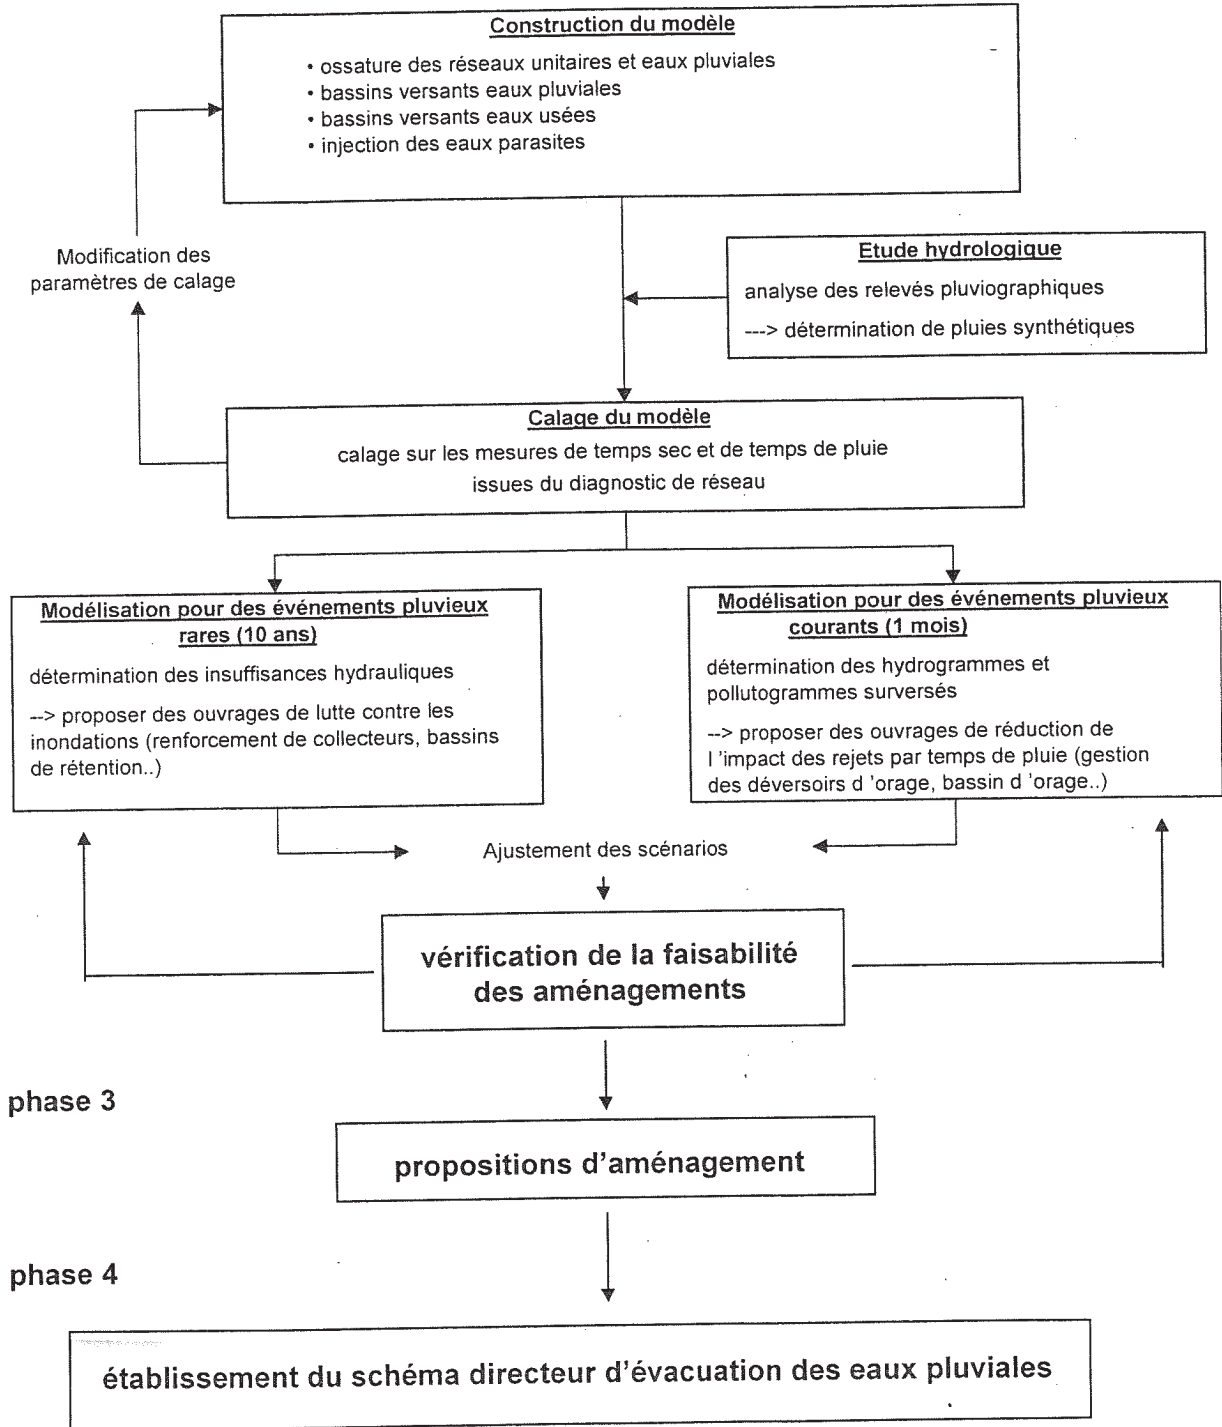 Construction du modèle
• ossature des réseaux unitaires et eaux pluviales
• bassins versants eaux pluviales
• bassins versants eaux usées
• injection des eaux parasites
Modification des
paramètres de calage
Etude hydrologique
analyse des relevés pluviographiques
---> détermination de pluies synthétiques
Calage du modèle
calage sur les mesures de temps sec et de temps de pluie
issues du diagnostic de réseau
Modélisation pour des événements pluvieux
rares (10 ans)
détermination des insuffisances hydrauliques
--> proposer des ouvrages de lutte contre les
inondations (renforcement de collecteurs, bassins
de rétention..)
Modélisation pour des événements pluvieux
courants (1 mois)
détermination des hydrogrammes et
pollutogrammes surversés
--> proposer des ouvrages de réduction de
l 'impact des rejets par temps de pluie (gestion
des déversoirs d 'orage, bassin d 'orage..)
Ajustement des scénarios
vérification de la faisabilité
des aménagements
phase 3
propositions d'aménagement
phase 4
établissement du schéma directeur d'évacuation des eaux pluviales